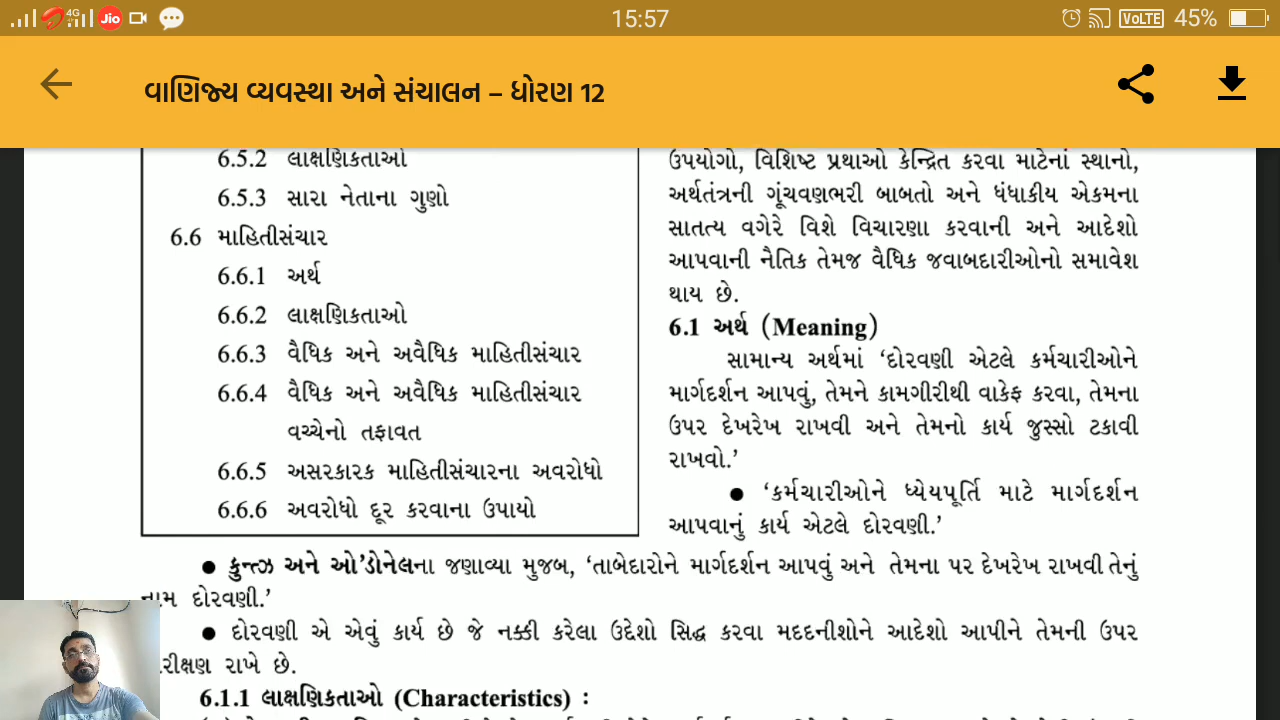 4G
Jio
15:57
VoLTE
45%
વાણિજ્ય વ્યવસ્થા અને સંચાલન – ધોરણ 12
6.5.2 લાક્ષણિકતાઓ
6.5.3 સારા નેતાના ગુણો
6.6 માહિતીસંચાર
6.6.1 અર્થ
6.6.2 લાક્ષણિકતાઓ
6.6.3 વૈધિક અને અવૈધિક માહિતીસંચાર
6.6.4 વૈધિક અને અવૈધિક માહિતીસંચાર
વચ્ચેનો તફાવત
6.6.5 અસરકારક માહિતીસંચારના અવરોધો
6.6.6 અવરોધો દૂર કરવાના ઉપાયો
ઉપયોગો, વિશિષ્ટ પ્રથાઓ કેન્દ્રિત કરવા માટેનાં સ્થાનો,
અર્થતંત્રની ગૂંચવણભરી બાબતો અને ધંધાકીય એકમના
સાતત્ય વગેરે વિશે વિચારણા કરવાની અને આદેશો
આપવાની નૈતિક તેમજ વૈધિક જવાબદારીઓનો સમાવેશ
થાય છે.
6.1 અર્થ (Meaning)
સામાન્ય અર્થમાં ‘દોરવણી એટલે કર્મચારીઓને
માર્ગદર્શન આપવું, તેમને કામગીરીથી વાકેફ કરવા, તેમના
ઉપર દેખરેખ રાખવી અને તેમનો કાર્ય જુસ્સો ટકાવી
રાખવો.’
● ‘કર્મચારીઓને ધ્યેયપૂર્તિ માટે માર્ગદર્શન
આપવાનું કાર્ય એટલે દોરવણી.’
● કુન્ત્ઝ અને ઓ’ડોનેલના જણાવ્યા મુજબ, ‘તાબેદારોને માર્ગદર્શન આપવું અને તેમના પર દેખરેખ રાખવી તેનું
નામ દોરવણી.’
● દોરવણી એ એવું કાર્ય છે જે નક્કી કરેલા ઉદ્દેશો સિદ્ધ કરવા મદદનીશોને આદેશો આપીને તેમની ઉપર
રીક્ષણ રાખે છે.
6.1.1 લાક્ષણિકતાઓ (Characteristics) :